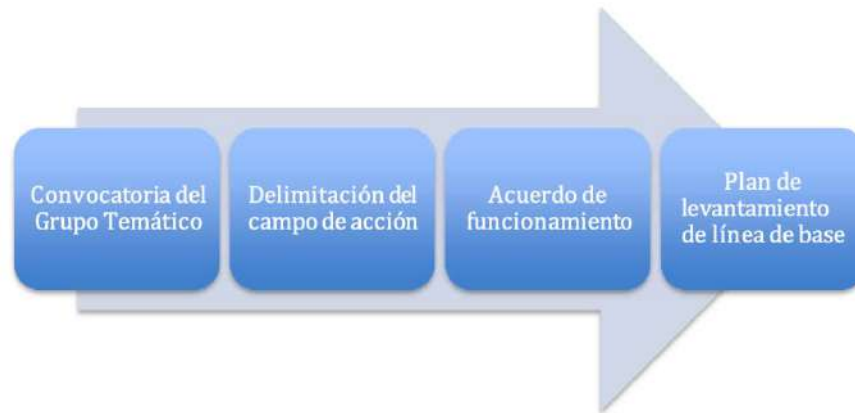 Convocatoria del
Grupo Temático
Delimitación del
campo de acción
Acuerdo de
funcionamiento
Plan de
levantamiento
de línea de base